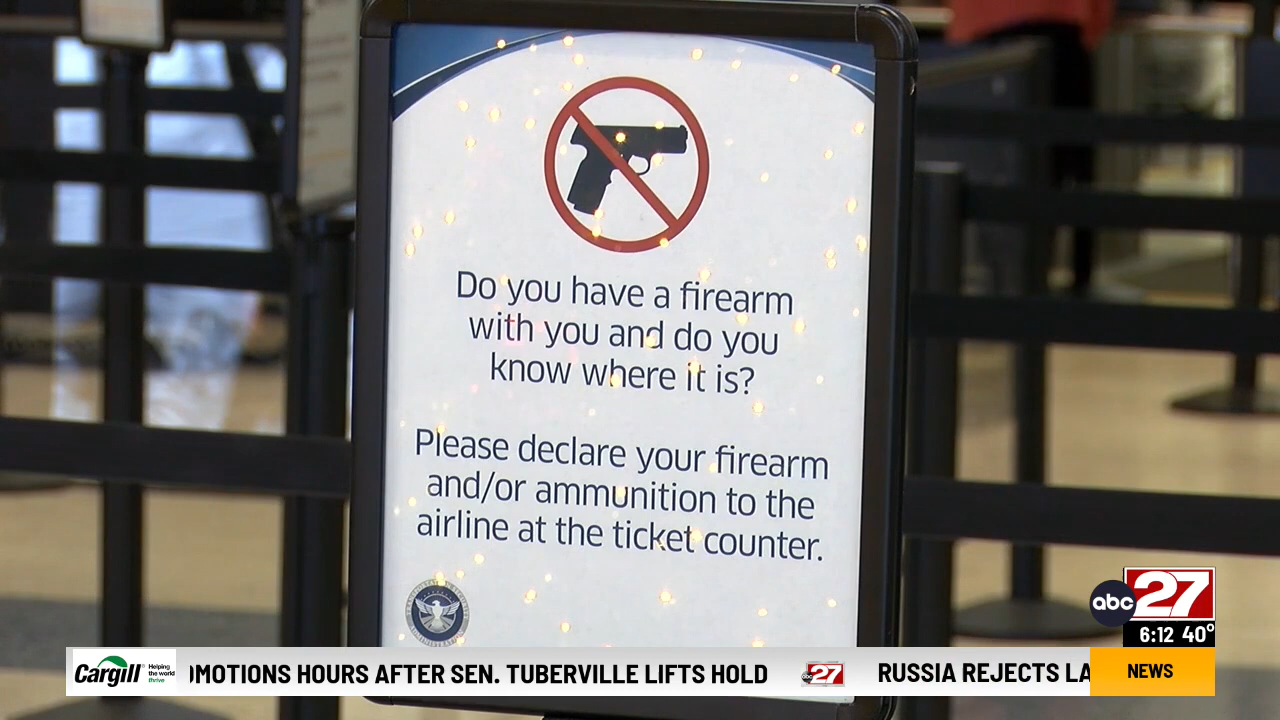 Do you have a firearm
with you and do you
know where it is?
Please declare your firearm
and/or ammunition to the
airline at the ticket counter.
abc 27
6:12 40°
Cargill Helping the world thrive
OMOTIONS HOURS AFTER SEN. TUBERVILLE LIFTS HOLD abc 27 RUSSIA REJECTS LA
NEWS